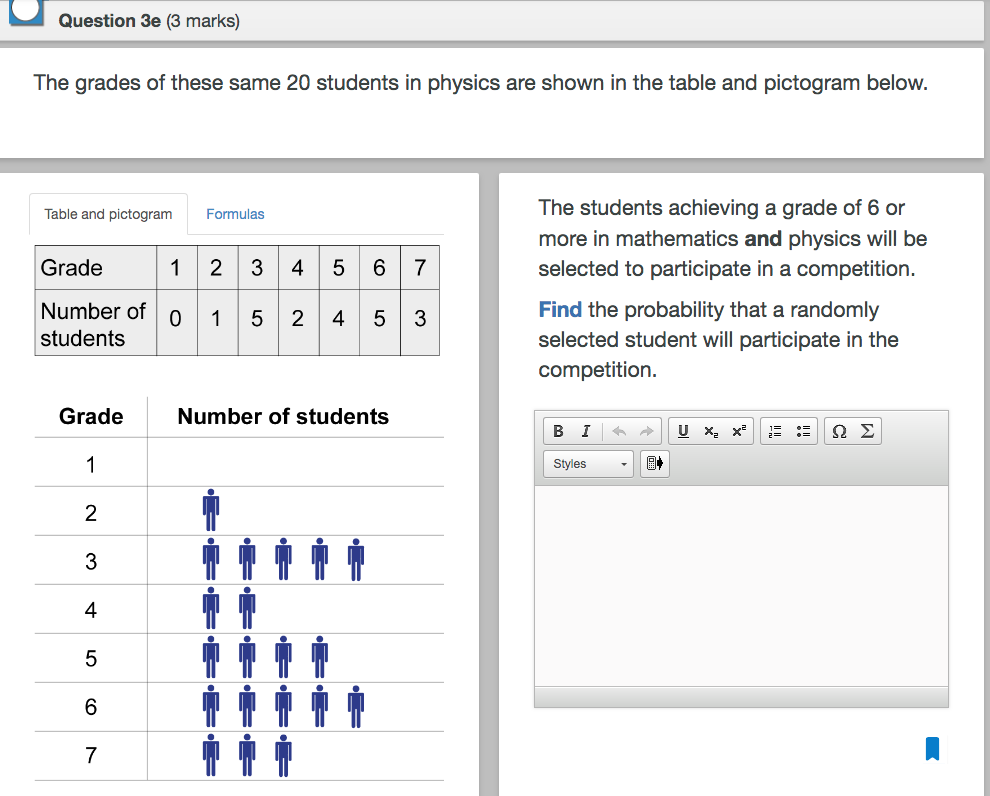 Question 3e (3 marks)
The grades of these same 20 students in physics are shown in the table and pictogram below.
Table and pictogram Formulas
Grade 1 2 3 4 5 6 7
Number of students 0 1 5 2 4 5 3
Grade Number of students
1
2
3
4
5
6
7
The students achieving a grade of 6 or
more in mathematics and physics will be
selected to participate in a competition.
Find the probability that a randomly
selected student will participate in the
competition.
B I U x₂ x² Ω Σ
Styles